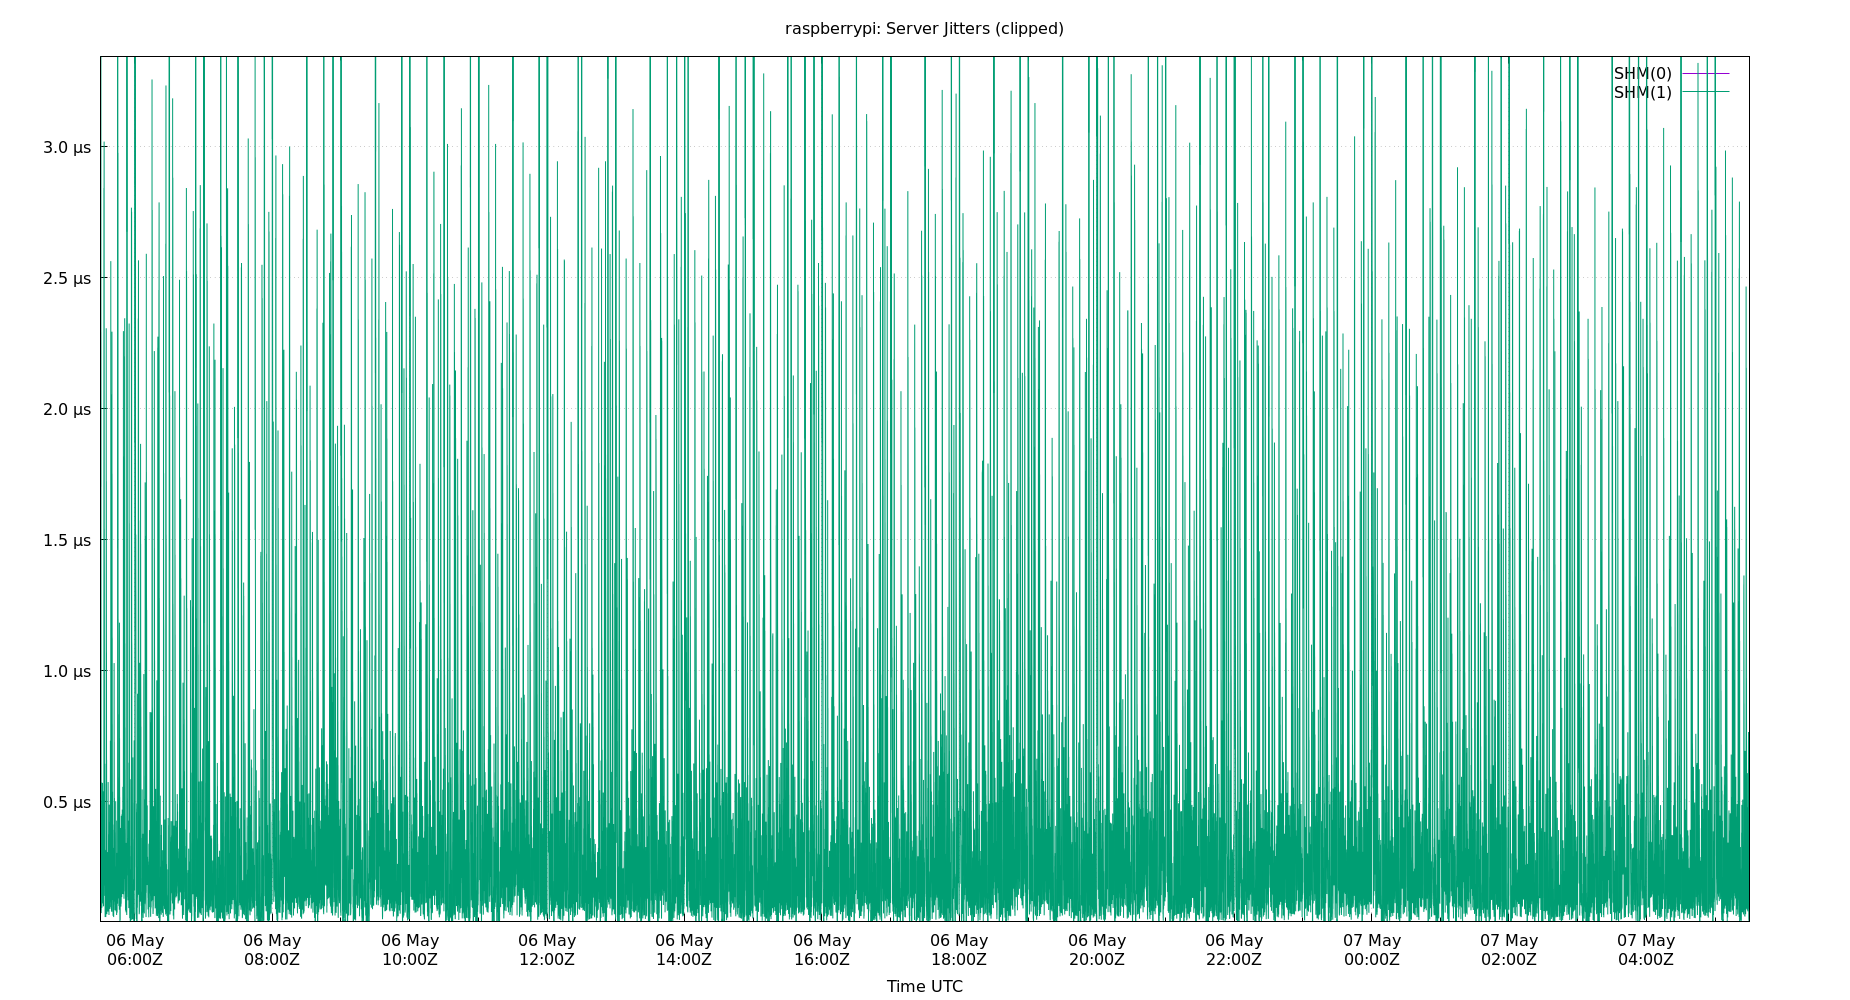 raspberrypi: Server Jitters (clipped)
SHM(0)
SHM(1)
3.0 µs
2.5 µs
2.0 µs
1.5 µs
1.0 µs
0.5 µs
06 May 06 May 06 May 06 May 06 May 06 May 06 May 06 May 06 May 07 May 07 May 07 May
06:00Z 08:00Z 10:00Z 12:00Z 14:00Z 16:00Z 18:00Z 20:00Z 22:00Z 00:00Z 02:00Z 04:00Z
Time UTC